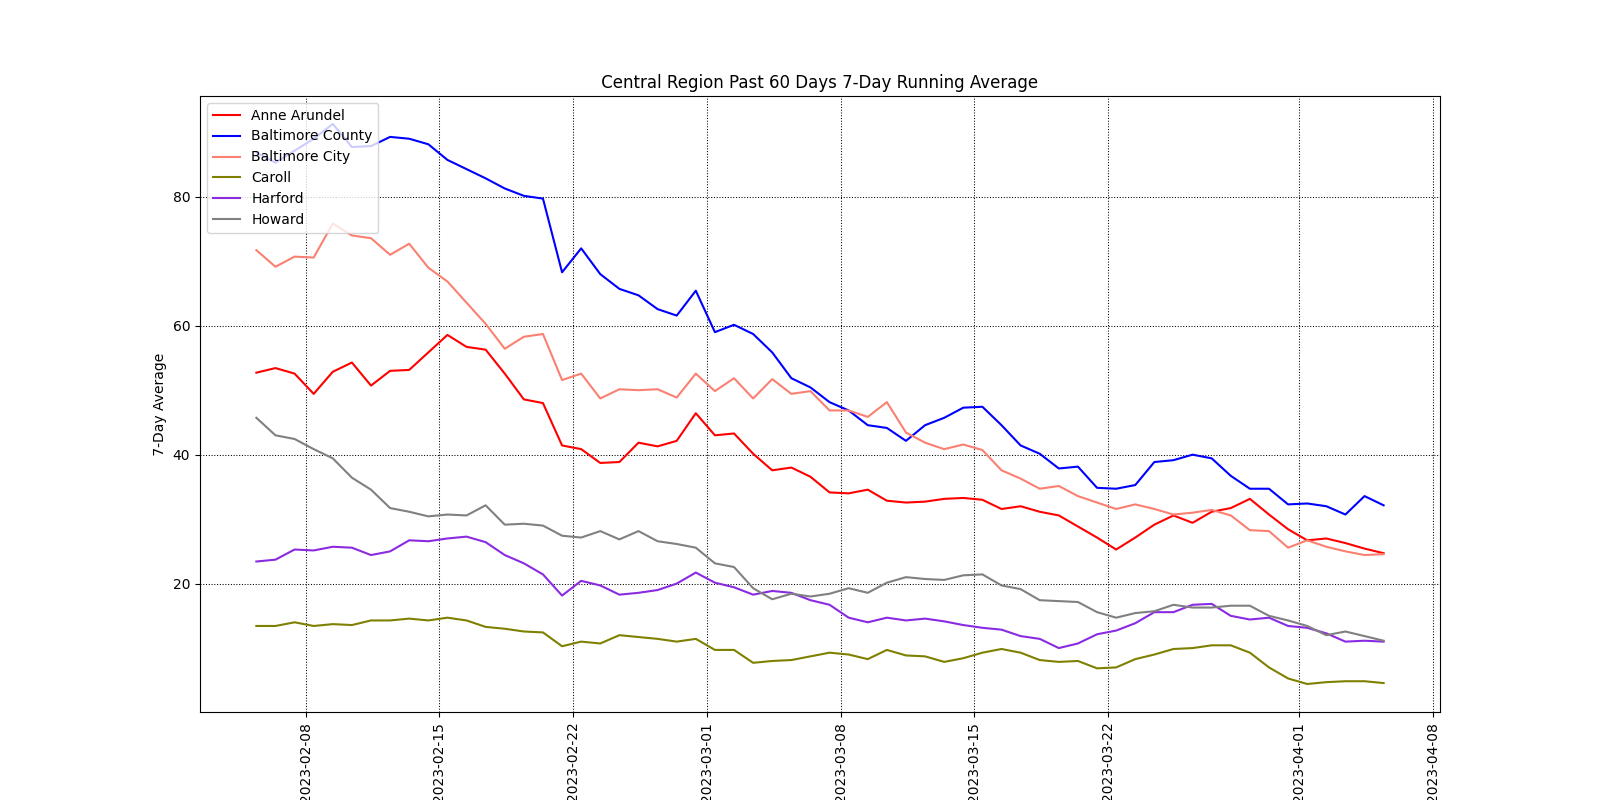 Central Region Past 60 Days 7-Day Running Average
Anne Arundel
Baltimore County
Baltimore City
Caroll
Harford
Howard
80
60
40
20
7-Day Average
2023-02-08
2023-02-15
2023-02-22
2023-03-01
2023-03-08
2023-03-15
2023-03-22
2023-04-01
2023-04-08